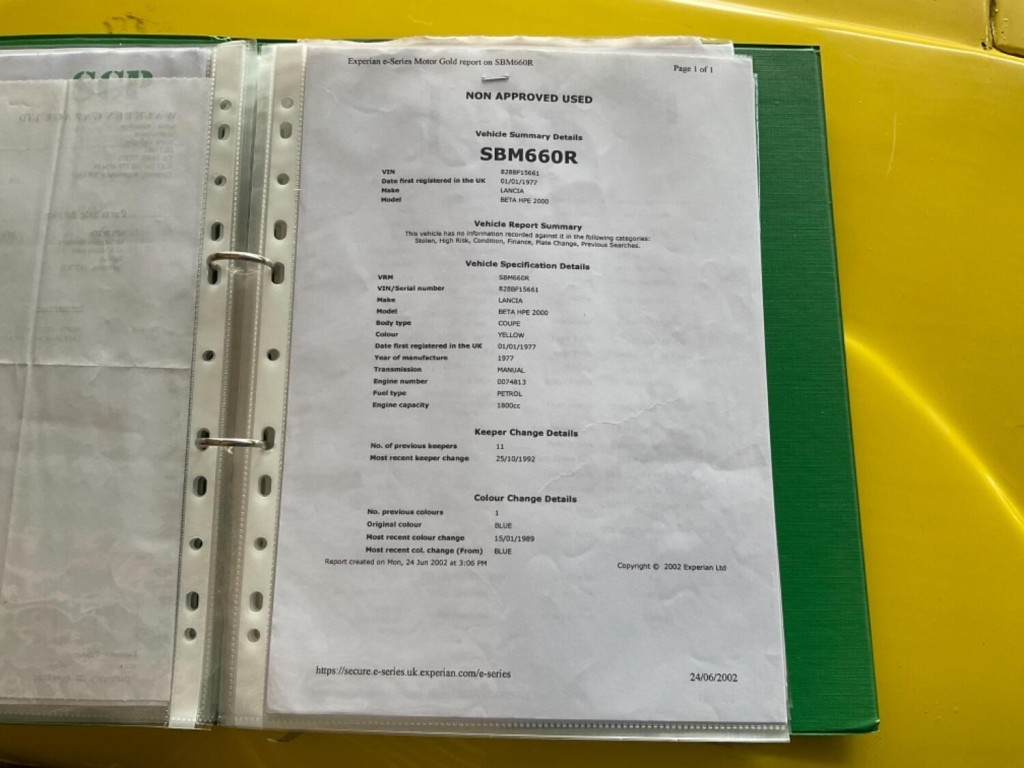 Experian e-Series Motor Gold report on SBM660R
Page 1 of 1
NON APPROVED USED
Vehicle Summary Details
SBM660R
VIN 828BF15661
Date first registered in the UK 01/01/1977
Make LANCIA
Model BETA HPE 2000
Vehicle Report Summary
This vehicle has no information recorded against it in the following categories:
Stolen, High Risk, Condition, Finance, Plate Change, Previous Searches.
Vehicle Specification Details
VRM SBM660R
VIN/Serial number 828BF15661
Make LANCIA
Model BETA HPE 2000
Body type COUPE
Colour YELLOW
Date first registered in the UK 01/01/1977
Year of manufacture 1977
Transmission MANUAL
Engine number 0074813
Fuel type PETROL
Engine capacity 1800cc
Keeper Change Details
No. of previous keepers 11
Most recent keeper change 25/10/1992
Colour Change Details
No. previous colours 1
Original colour BLUE
Most recent colour change 15/01/1989
Most recent col. change (From) BLUE
Report created on Mon, 24 Jun 2002 at 3:06 PM
Copyright © 2002 Experian Ltd
https://secure.e-series.uk.experian.com/e-series
24/06/2002